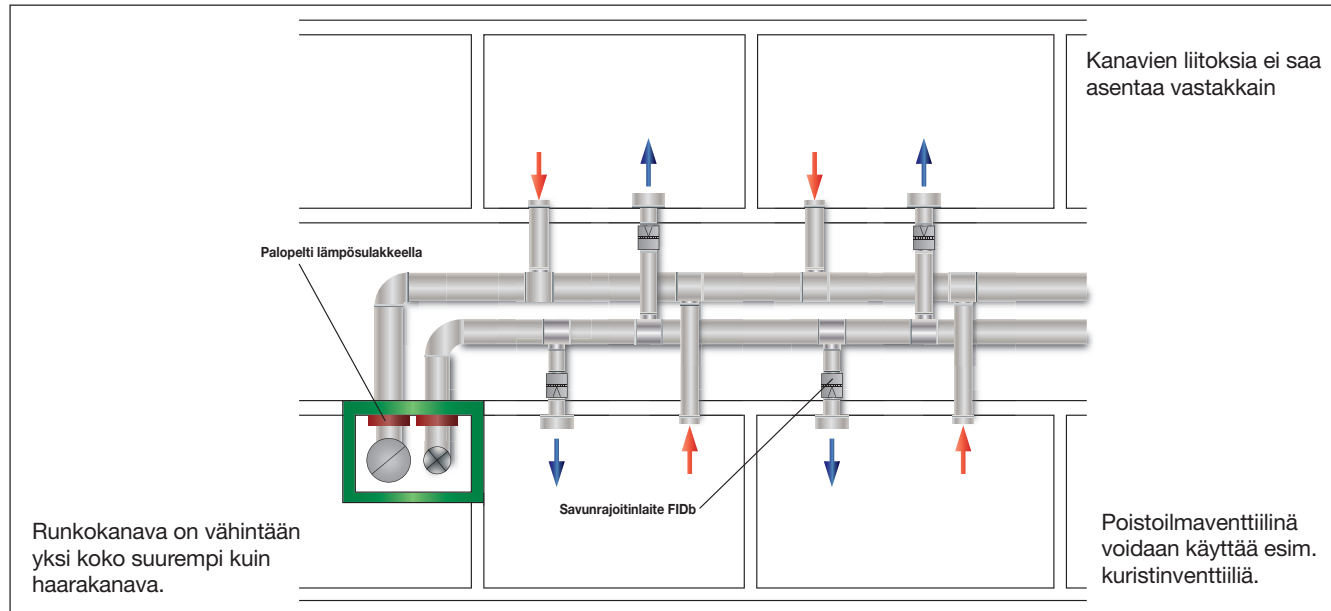 Kanavien liitoksia ei saa
asentaa vastakkain
Palopelti lämpösulakkeella
Savunrajoitinlaite FIDb
Runkokanava on vähintään
yksi koko suurempi kuin
haarakanava.
Poistoilmaventtiilinä
voidaan käyttää esim.
kuristinventtiiliä.